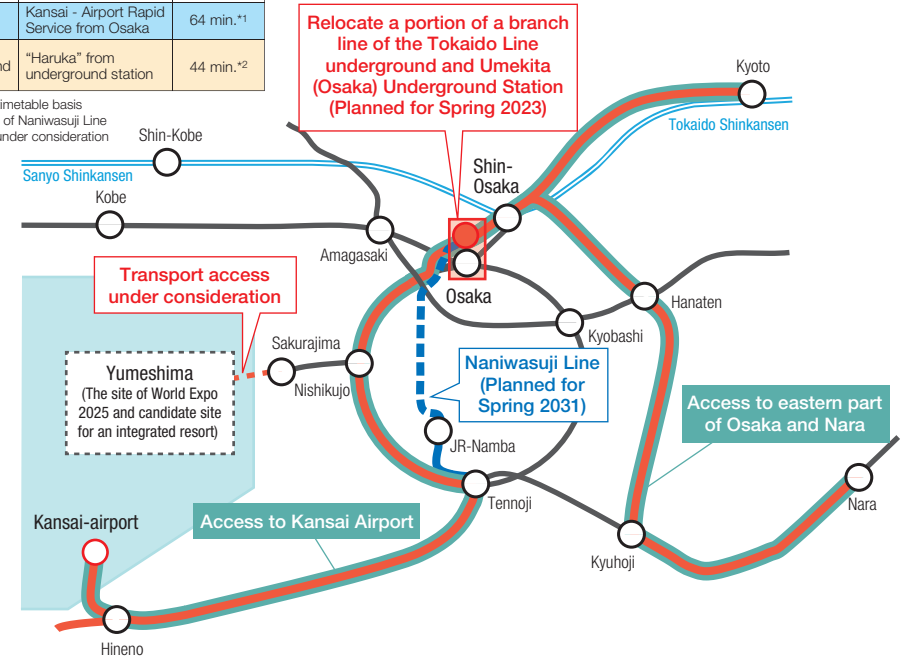 Kansai - Airport Rapid
Service from Osaka
64 min.*1
nd
"Haruka" from
underground station
44 min.*2
imetable basis
of Naniwasuji Line
under consideration
Relocate a portion of a branch
line of the Tokaido Line
underground and Umekita
(Osaka) Underground Station
(Planned for Spring 2023)
Kyoto
Tokaido Shinkansen
Shin-Kobe
Sanyo Shinkansen
Shin-
Osaka
Kobe
Amagasaki
Osaka
Transport access
under consideration
Hanaten
Kyobashi
Sakurajima
Nishikujo
Yumeshima
(The site of World Expo
2025 and candidate site
for an integrated resort)
Naniwasuji Line
(Planned for
Spring 2031)
Access to eastern part
of Osaka and Nara
JR-Namba
Tennoji
Nara
Kansai-airport
Access to Kansai Airport
Kyuhoji
Hineno